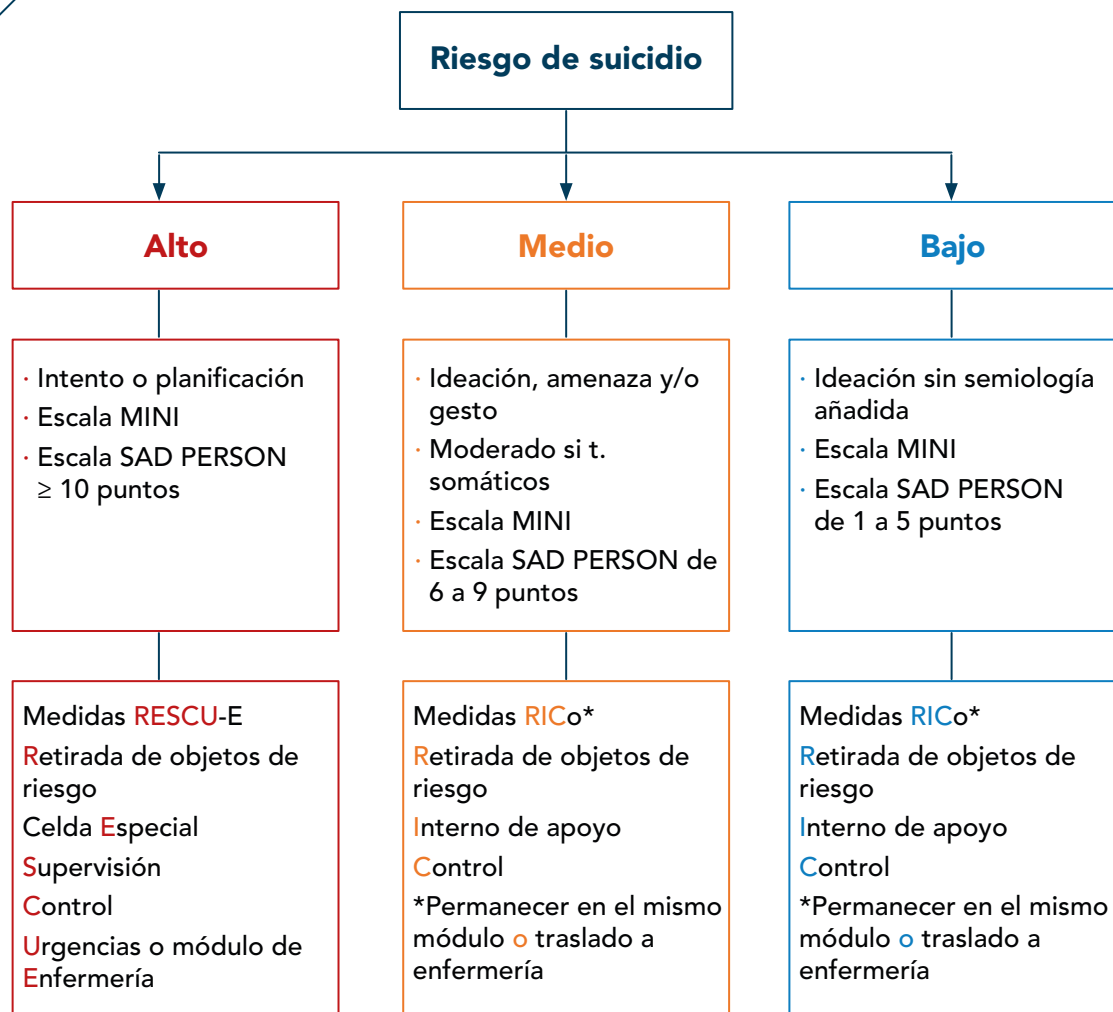 Riesgo de suicidio
Alto
· Intento o planificación
· Escala MINI
· Escala SAD PERSON
≥ 10 puntos
Medidas RESCU-E
Retirada de objetos de
riesgo
Celda Especial
Supervisión
Control
Urgencias o módulo de
Enfermería
Medio
· Ideación, amenaza y/o
gesto
· Moderado si t.
somáticos
· Escala MINI
· Escala SAD PERSON de
6 a 9 puntos
Medidas RICo*
Retirada de objetos de
riesgo
Interno de apoyo
Control
*Permanecer en el mismo
módulo o traslado a
enfermería
Bajo
· Ideación sin semiología
añadida
· Escala MINI
· Escala SAD PERSON
de 1 a 5 puntos
Medidas RICo*
Retirada de objetos de
riesgo
Interno de apoyo
Control
*Permanecer en el mismo
módulo o traslado a
enfermería